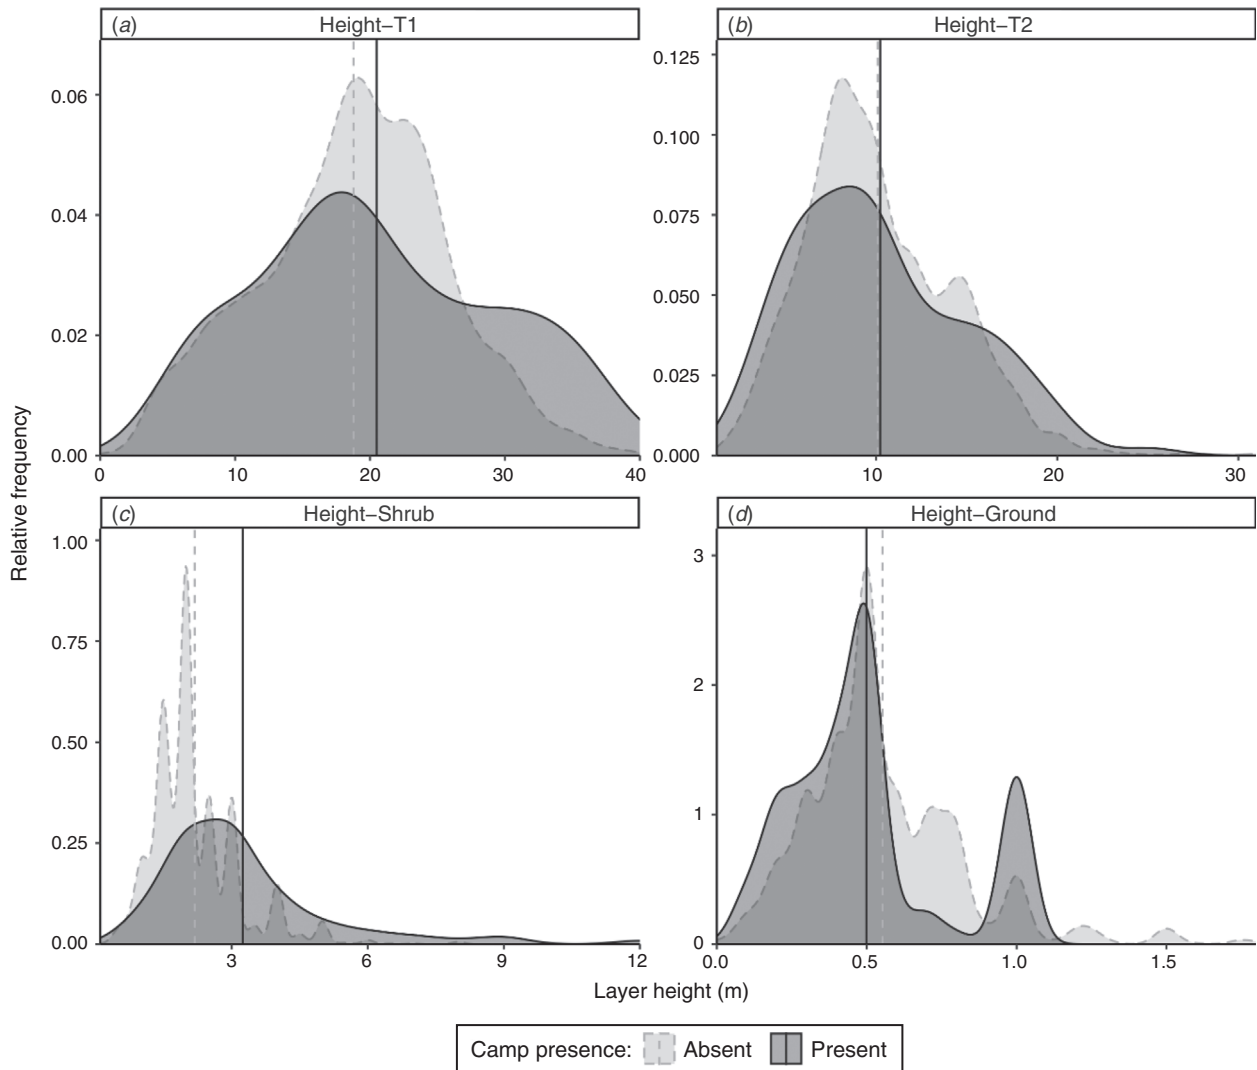 (a) Height–T1
(b) Height–T2
0.06
0.04
0.02
0.00
0 10 20 30 40
0.125
0.100
0.075
0.050
0.025
0.000
10 20 30
Relative frequency
(c) Height–Shrub
(d) Height–Ground
1.00
0.75
0.50
0.25
0.00
3 6 9 12
3
2
1
0
0.0 0.5 1.0 1.5
Layer height (m)
Camp presence: Absent Present